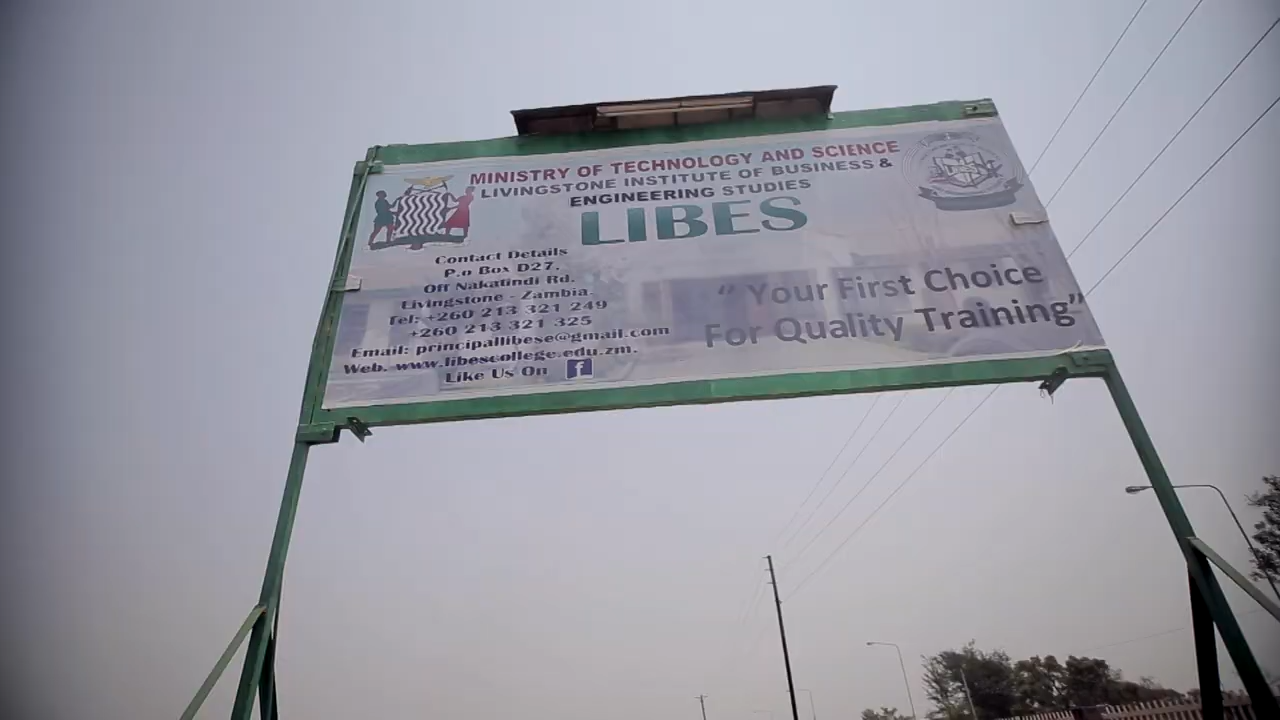 MINISTRY OF TECHNOLOGY AND SCIENCE
LIVINGSTONE INSTITUTE OF BUSINESS &
ENGINEERING STUDIES
LIBES
Contact Details
P.o Box D27,
Off Nakatindi Rd.
Livingstone - Zambia.
Tel: +260 213 321 249
+260 213 321 325
Email: principallibese@gmail.com
Web. www.libescollege.edu.zm.
Like Us On f
“ Your First Choice
For Quality Training”